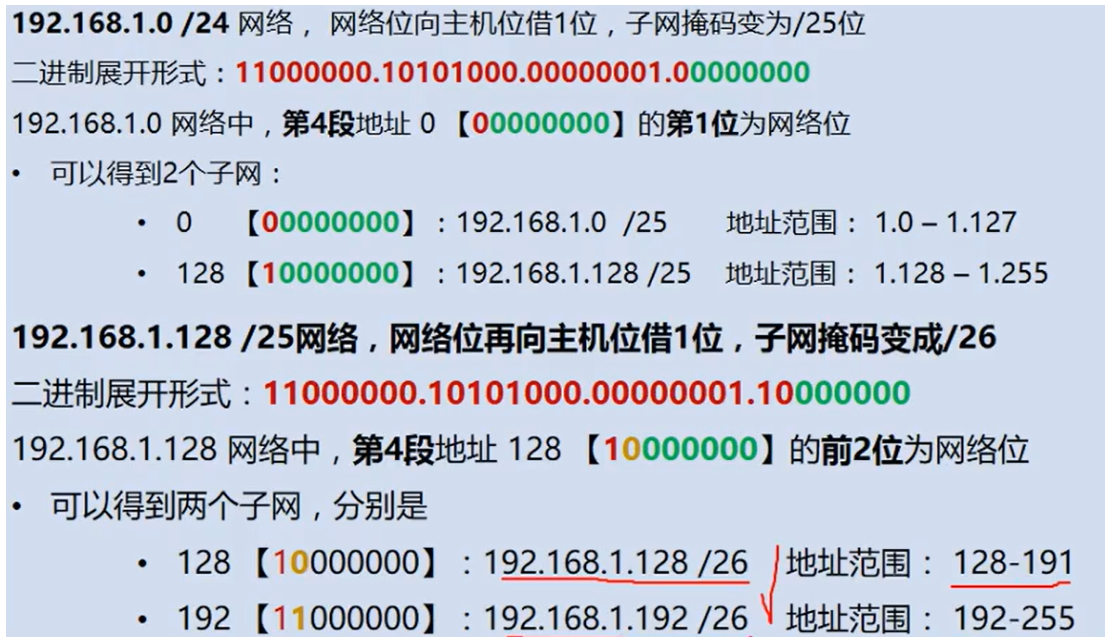 192.168.1.0 /24 网络， 网络位向主机位借1位，子网掩码变为/25位
二进制展开形式：11000000.10101000.00000001.00000000
192.168.1.0 网络中，第4段地址 0 【00000000】的第1位为网络位
• 可以得到2个子网：
• 0 【00000000】：192.168.1.0 /25 地址范围： 1.0 – 1.127
• 128 【10000000】：192.168.1.128 /25 地址范围： 1.128 – 1.255
192.168.1.128 /25网络，网络位再向主机位借1位，子网掩码变成/26
二进制展开形式：11000000.10101000.00000001.10000000
192.168.1.128 网络中，第4段地址 128 【10000000】的前2位为网络位
• 可以得到两个子网，分别是
• 128 【10000000】：192.168.1.128 /26 地址范围： 128-191
• 192 【11000000】：192.168.1.192 /26 地址范围： 192-255